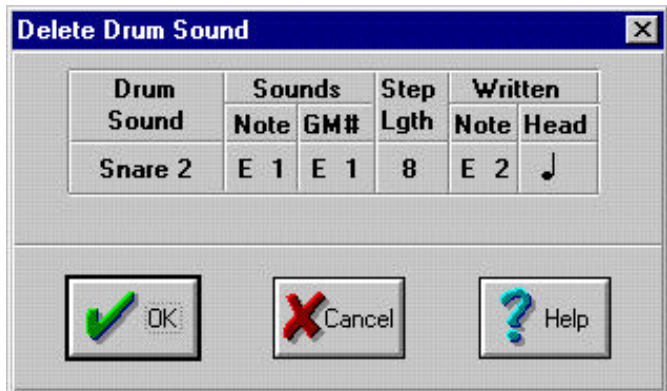 Delete Drum Sound
Drum Sound Sounds Step Lgth Written
Note GM# Note Head
Snare 2 E 1 E 1 8 E 2 ♩
OK Cancel Help